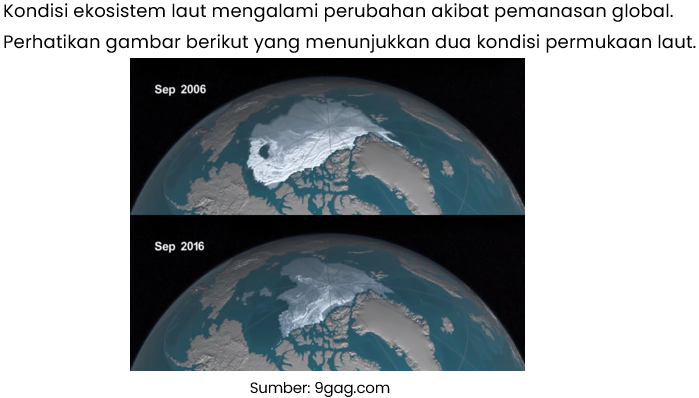 Kondisi ekosistem laut mengalami perubahan akibat pemanasan global.
Perhatikan gambar berikut yang menunjukkan dua kondisi permukaan laut.
Sep 2006
Sep 2016
Sumber: 9gag.com